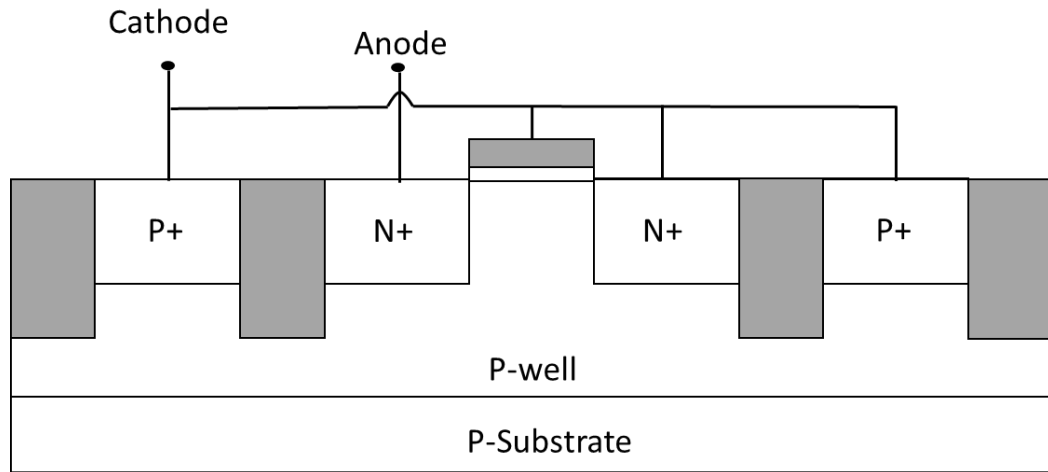 Cathode
Anode
P+
N+
N+
P+
P-well
P-Substrate